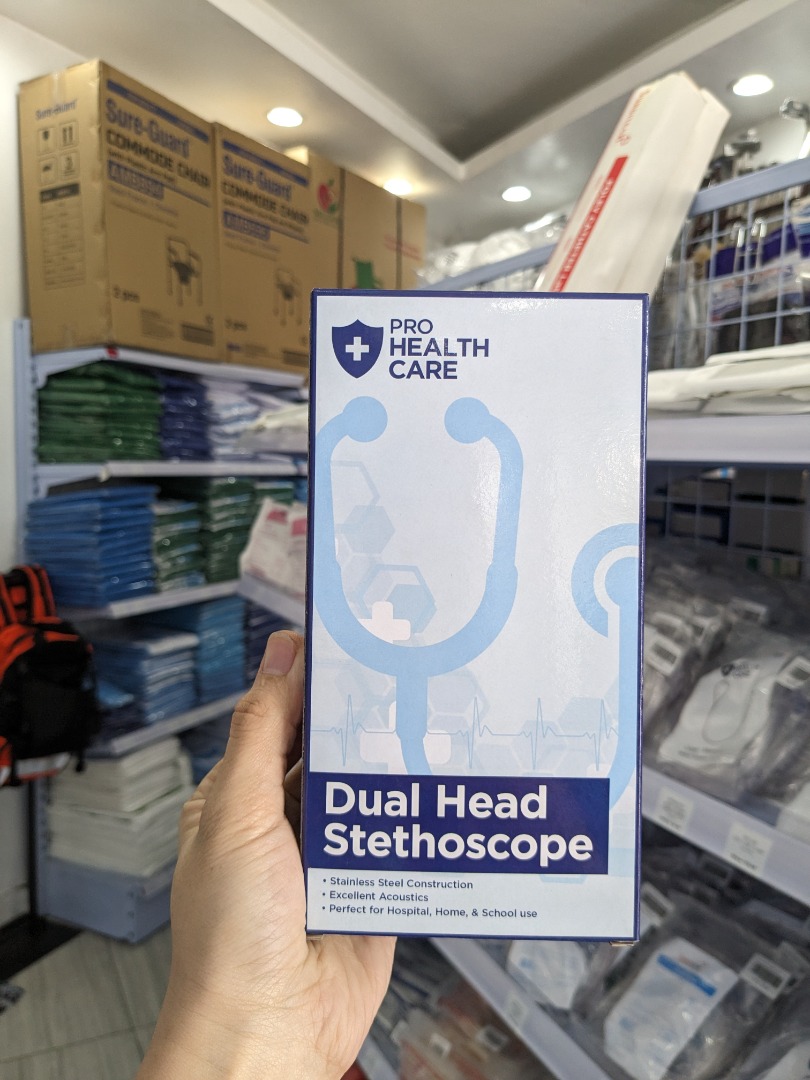 Sure-Guard
COMMODE CHAIR
Sure-Guard
COMMODE CHAIR
PRO
HEALTH
CARE
Dual Head
Stethoscope
• Stainless Steel Construction
• Excellent Acoustics
• Perfect for Hospital, Home, & School use